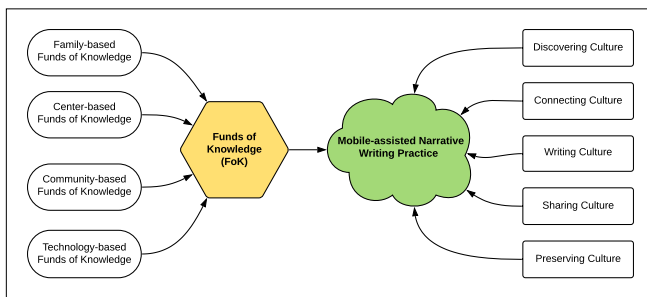 Family-based
Funds of Knowledge
Center-based
Funds of Knowledge
Community-based
Funds of Knowledge
Technology-based
Funds of Knowledge
Funds of
Knowledge
(FoK)
Mobile-assisted Narrative
Writing Practice
Discovering Culture
Connecting Culture
Writing Culture
Sharing Culture
Preserving Culture